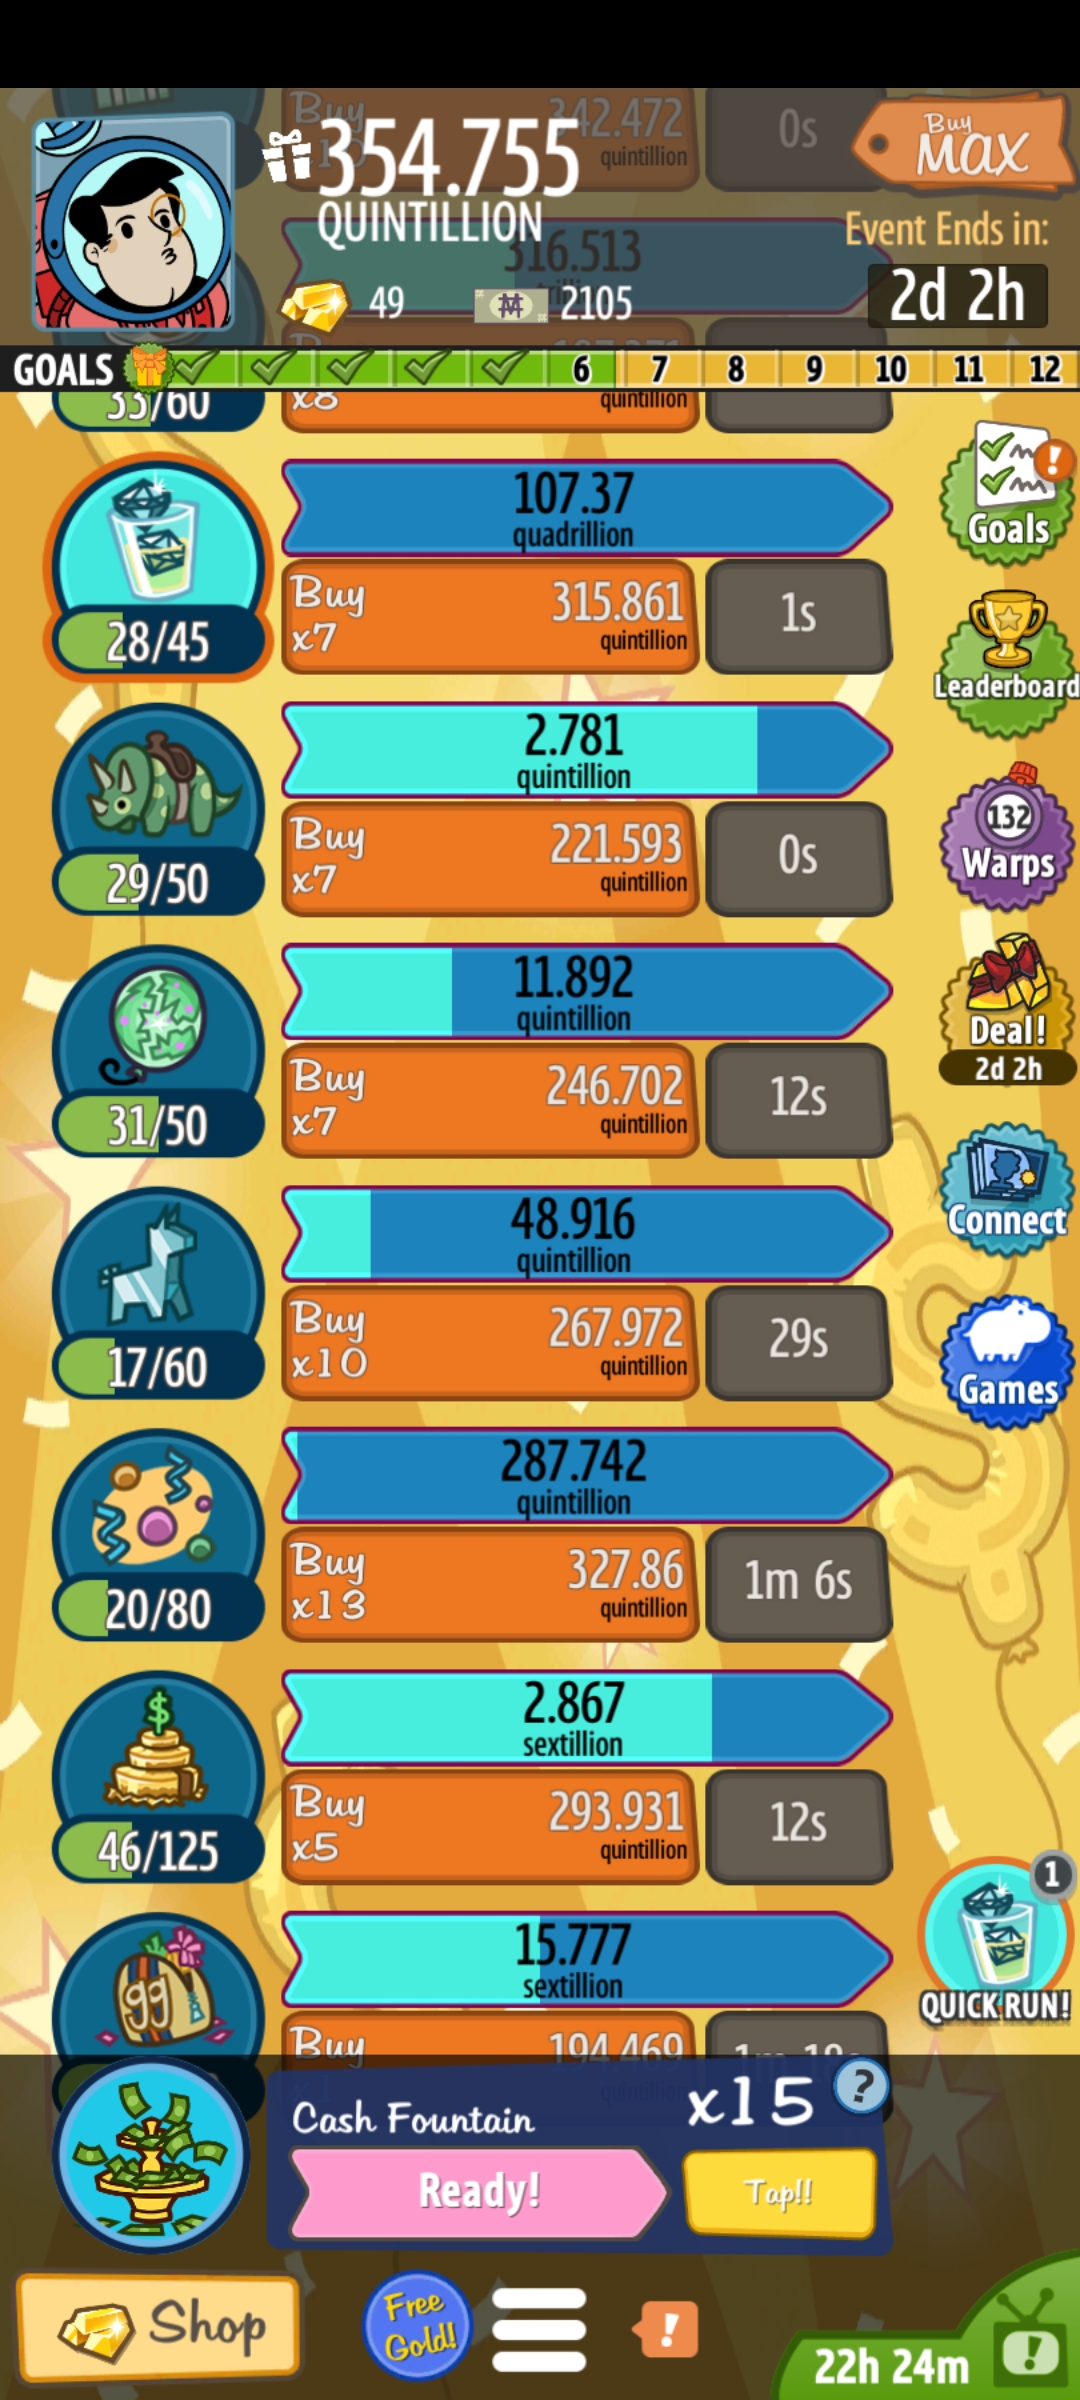 Buy
x10
342.472
quintillion
0s
354.755
QUINTILLION
Buy
MAX
316.513
Event Ends in:
2d 2h
49
2105
GOALS
6
7
8
9
10
11
12
33/60
x8
quintillion
107.37
quadrillion
Buy
x7
315.861
quintillion
1s
28/45
2.781
quintillion
Buy
x7
221.593
quintillion
0s
29/50
11.892
quintillion
Buy
x7
246.702
quintillion
12s
31/50
48.916
quintillion
Buy
x10
267.972
quintillion
29s
17/60
287.742
quintillion
Buy
x13
327.86
quintillion
1m 6s
20/80
$
2.867
sextillion
Buy
x5
293.931
quintillion
12s
46/125
99
15.777
sextillion
Buy
x1
194.469
quintillion
!
Goals
Leaderboard
132
Warps
Deal!
2d 2h
Connect
Games
1
QUICK RUN!
Cash Fountain
x15
?
Ready!
Tap!!
Shop
Free
Gold!
!
22h 24m
!